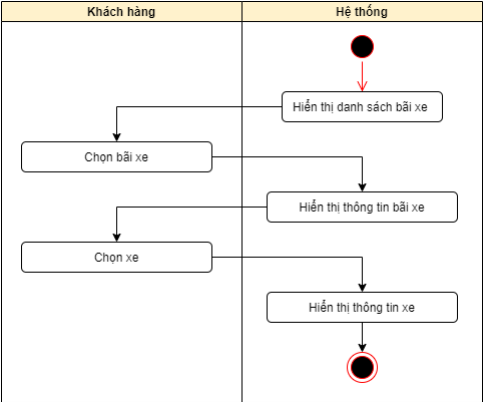 Khách hàng
Hệ thống
Hiển thị danh sách bãi xe
Chọn bãi xe
Hiển thị thông tin bãi xe
Chọn xe
Hiển thị thông tin xe